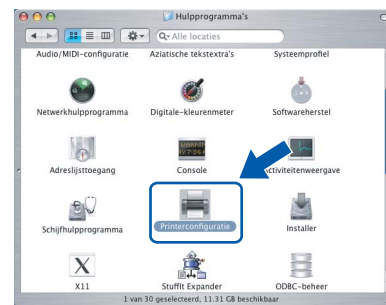 Hulpprogramma's
Alle locaties
Audio/MIDI-configuratie Aziatische tekstextra's Systeemprofiel
Netwerkhulpprogramma Digitale-kleurenmeter Softwareherstel
Adreslijsttoegang Console Activiteitenweergave
Schijfhulpprogramma Printerconfiguratie Installer
X11 StuffIt Expander ODBC-beheer
1 van 30 geselecteerd, 11.31 GB beschikbaar